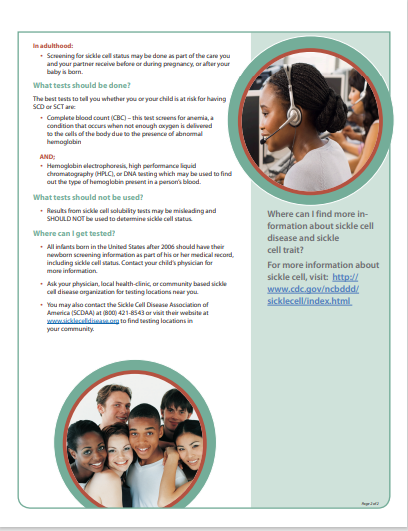 In adulthood:
• Screening for sickle cell status may be done as part of the care you
and your partner receive before or during pregnancy, or after your
baby is born.
What tests should be done?
The best tests to tell you whether you or your child is at risk for having
SCD or SCT are:
• Complete blood count (CBC) – this test screens for anemia, a
condition that occurs when not enough oxygen is delivered
to the cells of the body due to the presence of abnormal
hemoglobin
AND;
• Hemoglobin electrophoresis, high performance liquid
chromatography (HPLC), or DNA testing which may be used to find
out the type of hemoglobin present in a person's blood.
What tests should not be used?
• Results from sickle cell solubility tests may be misleading and
SHOULD NOT be used to determine sickle cell status.
Where can I get tested?
• All infants born in the United States after 2006 should have their
newborn screening information as part of his or her medical record,
including sickle cell status. Contact your child's physician for
more information.
• Ask your physician, local health-clinic, or community based sickle
cell disease organization for testing locations near you.
• You may also contact the Sickle Cell Disease Association of
America (SCDAA) at (800) 421-8543 or visit their website at
www.sicklecelldisease.org to find testing locations in
your community.
Where can I find more in-
formation about sickle cell
disease and sickle
cell trait?
For more information about
sickle cell, visit: http://
www.cdc.gov/ncbddd/
sicklecell/index.html
Page 2 of 2